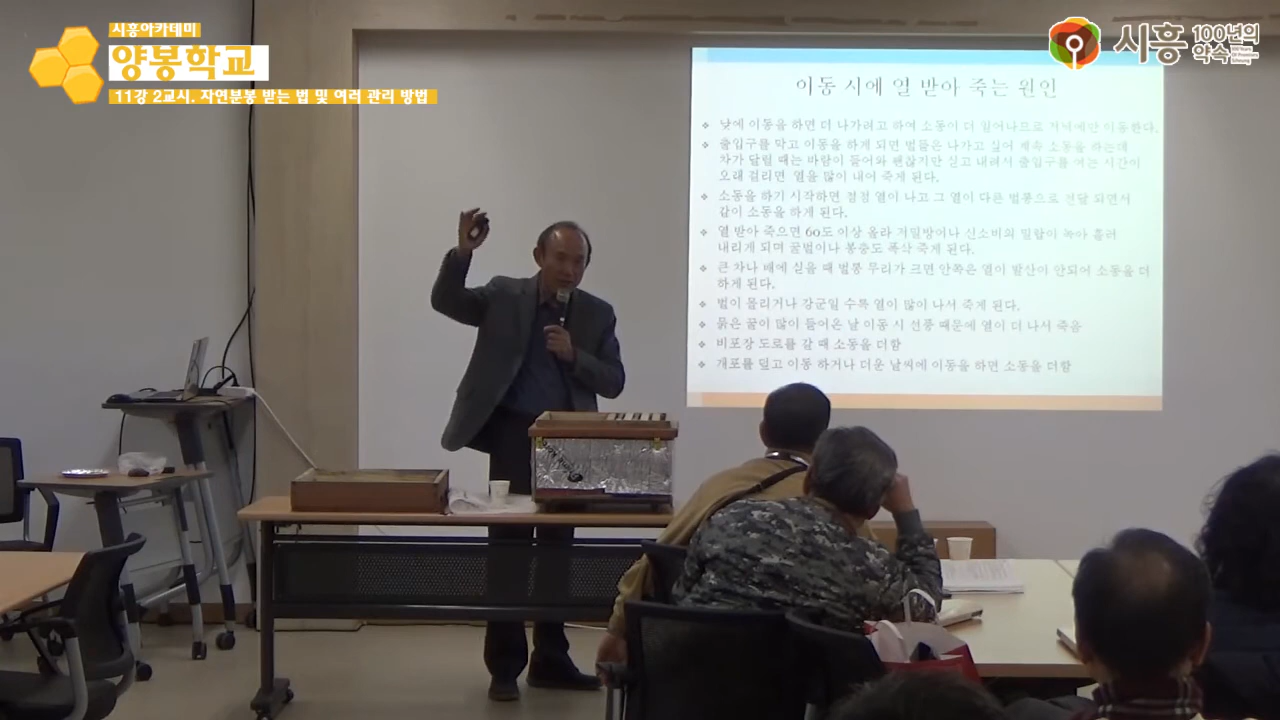 시흥아카데미
양봉학교
11강 2교시. 자연분봉 받는 법 및 여러 관리 방법
시흥 100년의 약속
이동 시에 열 받아 죽는 원인
❖ 낮에 이동을 하면 더 나가려고 하여 소동이 더 일어나므로 저녁에만 이동한다.
❖ 출입구를 막고 이동을 하게 되면 벌들은 나가고 싶어 계속 소동을 하는데
차가 달릴 때는 바람이 들어와 괜찮지만 싣고 내려서 출입구를 여는 시간이
오래 걸리면 열을 많이 내어 죽게 된다.
❖ 소동을 하기 시작하면 점점 열이 나고 그 열이 다른 벌통으로 전달 되면서
같이 소동을 하게 된다.
❖ 열 받아 죽으면 60도 이상 올라 저밀방이나 신소비의 밀랍이 녹아 흘러
내리게 되며 꿀벌이나 봉충도 폭삭 죽게 된다.
❖ 큰 차나 배에 실을 때 벌통 무리가 크면 안쪽은 열이 발산이 안되어 소동을 더
하게 된다.
❖ 벌이 몰리거나 강군일 수록 열이 많이 나서 죽게 된다.
❖ 묽은 꿀이 많이 들어온 날 이동 시 선풍 때문에 열이 더 나서 죽음
❖ 비포장 도로를 갈 때 소동을 더함
❖ 개포를 덮고 이동 하거나 더운 날씨에 이동을 하면 소동을 더함